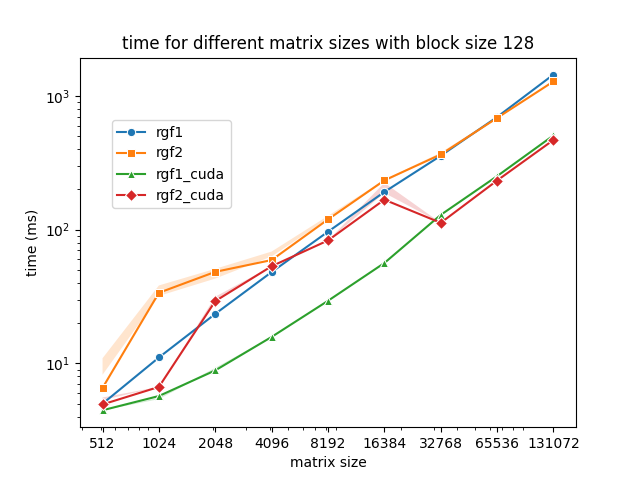 time for different matrix sizes with block size 128
time (ms)
10³
10²
10¹
rgf1
rgf2
rgf1_cuda
rgf2_cuda
512 1024 2048 4096 8192 16384 32768 65536 131072
matrix size